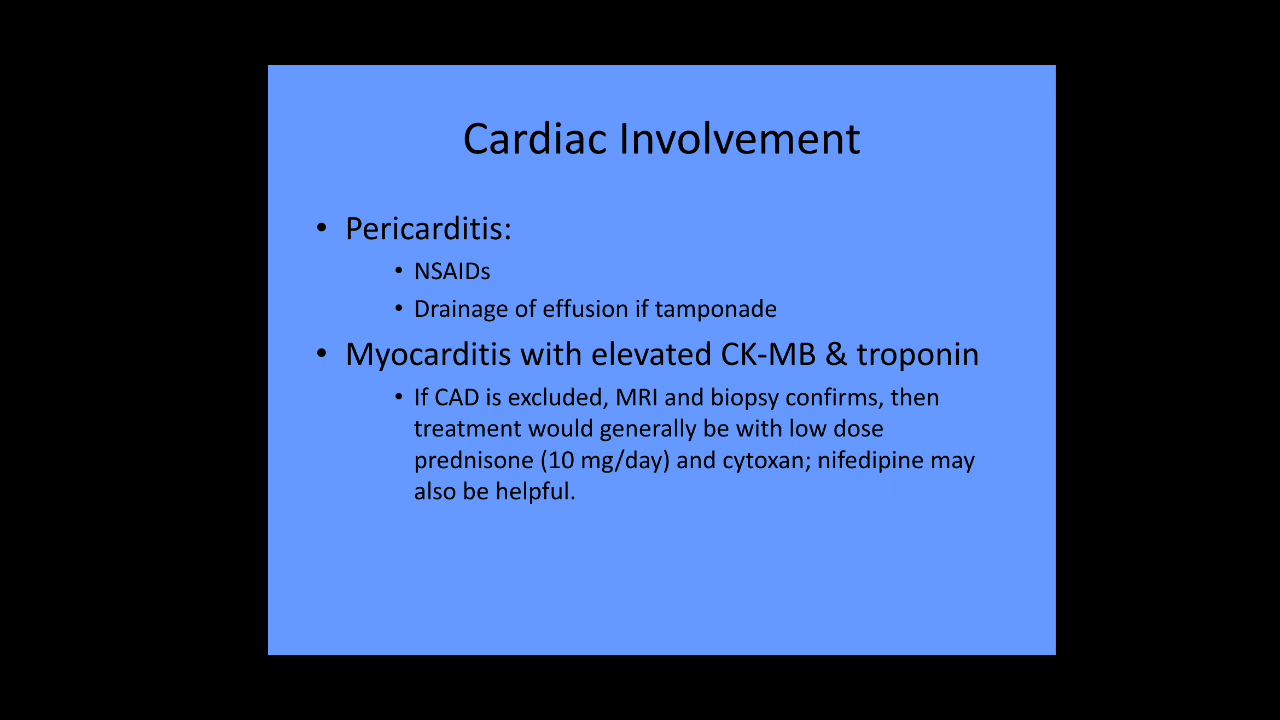 Cardiac Involvement
• Pericarditis:
• NSAIDs
• Drainage of effusion if tamponade
• Myocarditis with elevated CK-MB & troponin
• If CAD is excluded, MRI and biopsy confirms, then
treatment would generally be with low dose
prednisone (10 mg/day) and cytoxan; nifedipine may
also be helpful.